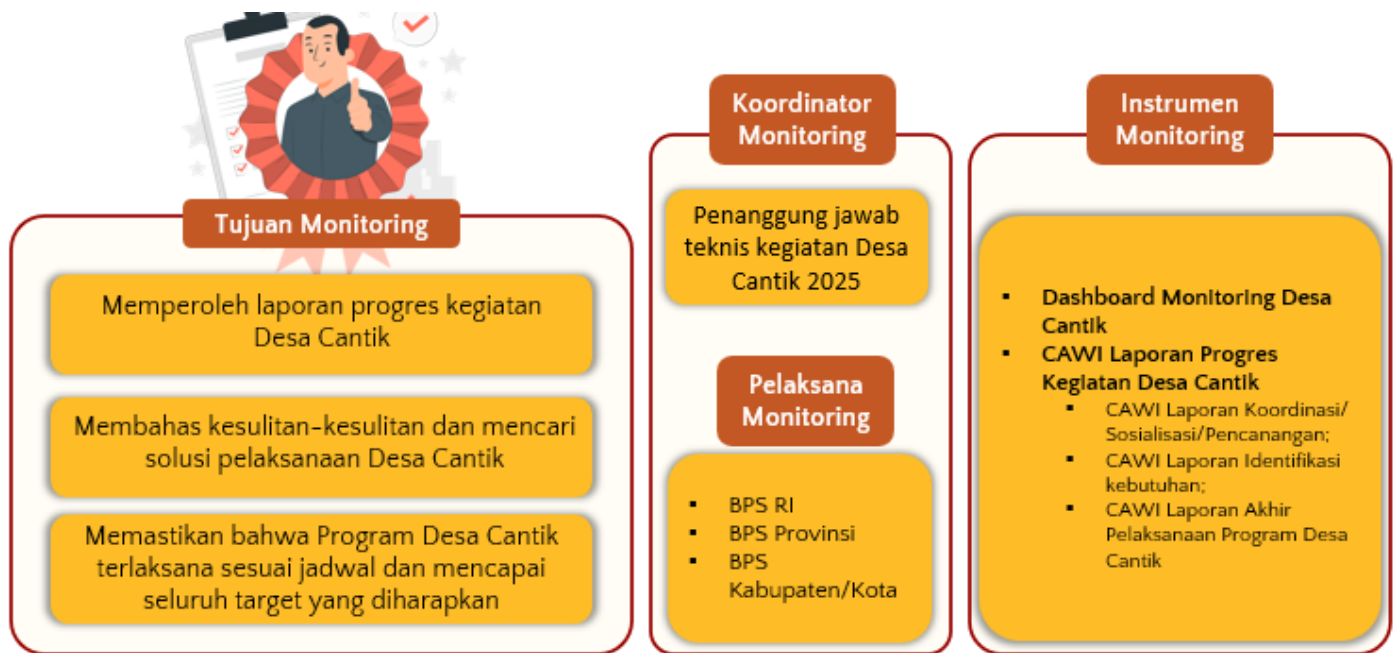 Tujuan Monitoring
Memperoleh laporan progres kegiatan
Desa Cantik
Membahas kesulitan-kesulitan dan mencari
solusi pelaksanaan Desa Cantik
Memastikan bahwa Program Desa Cantik
terlaksana sesuai jadwal dan mencapai
seluruh target yang diharapkan
Koordinator
Monitoring
Penanggung jawab
teknis kegiatan Desa
Cantik 2025
Pelaksana
Monitoring
▪ BPS RI
▪ BPS Provinsi
▪ BPS
Kabupaten/Kota
Instrumen
Monitoring
▪ Dashboard Monitoring Desa
Cantik
▪ CAWI Laporan Progres
Kegiatan Desa Cantik
▪ CAWI Laporan Koordinasi/
Sosialisasi/Pencanangan;
▪ CAWI Laporan Identifikasi
kebutuhan;
▪ CAWI Laporan Akhir
Pelaksanaan Program Desa
Cantik